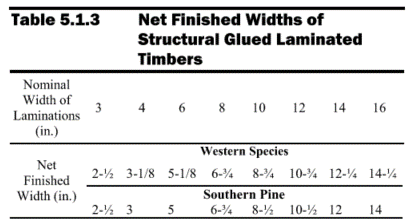 Table 5.1.3 Net Finished Widths of
Structural Glued Laminated
Timbers
Nominal
Width of
Laminations
(in.)
3 4 6 8 10 12 14 16
Western Species
Net
Finished
Width (in.)
2-½ 3-1/8 5-1/8 6-¾ 8-¾ 10-¾ 12-¼ 14-¼
Southern Pine
2-½ 3 5 6-¾ 8-½ 10-½ 12 14